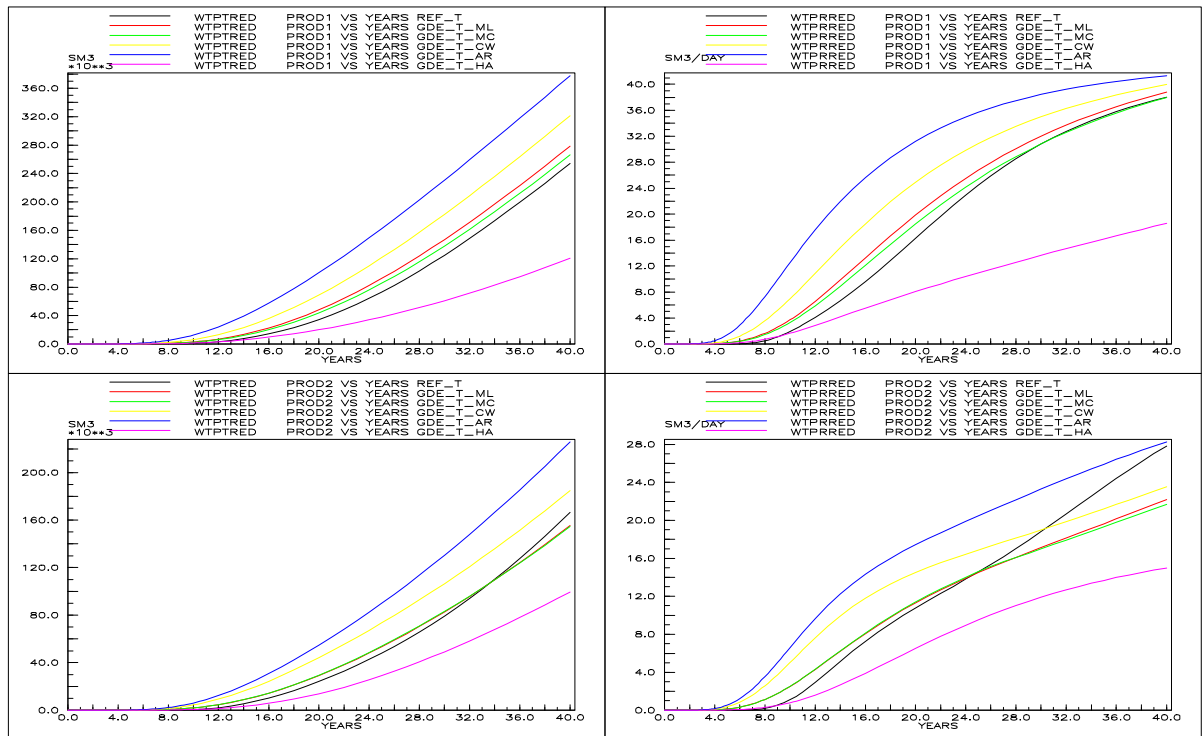 WTPTRED PROD1 VS YEARS REF_T
WTPTRED PROD1 VS YEARS GDE_T_ML
WTPTRED PROD1 VS YEARS GDE_T_MC
WTPTRED PROD1 VS YEARS GDE_T_CW
WTPTRED PROD1 VS YEARS GDE_T_AR
WTPTRED PROD1 VS YEARS GDE_T_HA
SM3
*10**3
360.0
320.0
280.0
240.0
200.0
160.0
120.0
80.0
40.0
0.0
0.0 4.0 8.0 12.0 16.0 20.0 24.0 28.0 32.0 36.0 40.0
YEARS
WTPRRED PROD1 VS YEARS REF_T
WTPRRED PROD1 VS YEARS GDE_T_ML
WTPRRED PROD1 VS YEARS GDE_T_MC
WTPRRED PROD1 VS YEARS GDE_T_CW
WTPRRED PROD1 VS YEARS GDE_T_AR
WTPRRED PROD1 VS YEARS GDE_T_HA
SM3/DAY
40.0
36.0
32.0
28.0
24.0
20.0
16.0
12.0
8.0
4.0
0.0
0.0 4.0 8.0 12.0 16.0 20.0 24.0 28.0 32.0 36.0 40.0
YEARS
WTPTRED PROD2 VS YEARS REF_T
WTPTRED PROD2 VS YEARS GDE_T_ML
WTPTRED PROD2 VS YEARS GDE_T_MC
WTPTRED PROD2 VS YEARS GDE_T_CW
WTPTRED PROD2 VS YEARS GDE_T_AR
WTPTRED PROD2 VS YEARS GDE_T_HA
SM3
*10**3
200.0
160.0
120.0
80.0
40.0
0.0
0.0 4.0 8.0 12.0 16.0 20.0 24.0 28.0 32.0 36.0 40.0
YEARS
WTPRRED PROD2 VS YEARS REF_T
WTPRRED PROD2 VS YEARS GDE_T_ML
WTPRRED PROD2 VS YEARS GDE_T_MC
WTPRRED PROD2 VS YEARS GDE_T_CW
WTPRRED PROD2 VS YEARS GDE_T_AR
WTPRRED PROD2 VS YEARS GDE_T_HA
SM3/DAY
28.0
24.0
20.0
16.0
12.0
8.0
4.0
0.0
0.0 4.0 8.0 12.0 16.0 20.0 24.0 28.0 32.0 36.0 40.0
YEARS